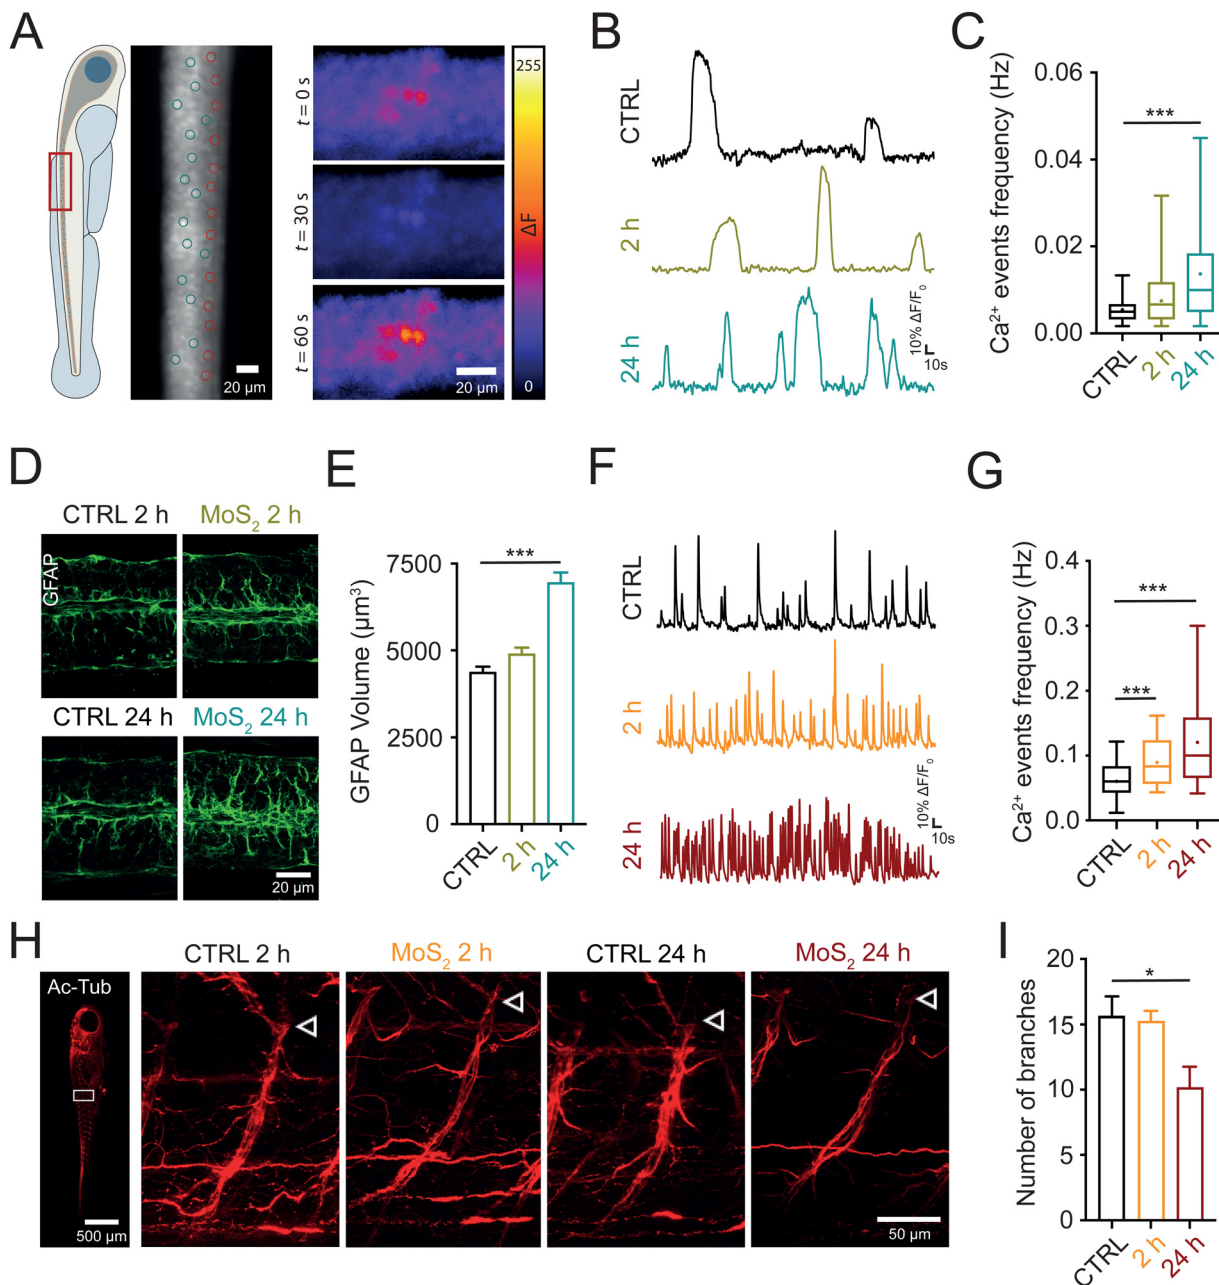 A
20 µm
t = 0 s
t = 30 s
t = 60 s
20 µm
255
ΔF
0
B
CTRL
2 h
24 h
10% ΔF/F0
10s
C
Ca2+ events frequency (Hz)
0.06
0.04
0.02
0.00
***
CTRL
2 h
24 h
D
CTRL 2 h
MoS2 2 h
GFAP
CTRL 24 h
MoS2 24 h
20 µm
E
GFAP Volume (µm3)
7500
5000
2500
0
***
CTRL
2 h
24 h
F
CTRL
2 h
24 h
10% ΔF/F0
10s
G
Ca2+ events frequency (Hz)
0.4
0.3
0.2
0.1
0.0
***
***
CTRL
2 h
24 h
H
Ac-Tub
500 µm
CTRL 2 h
MoS2 2 h
CTRL 24 h
MoS2 24 h
50 µm
I
Number of branches
20
15
10
5
0
*
CTRL
2 h
24 h